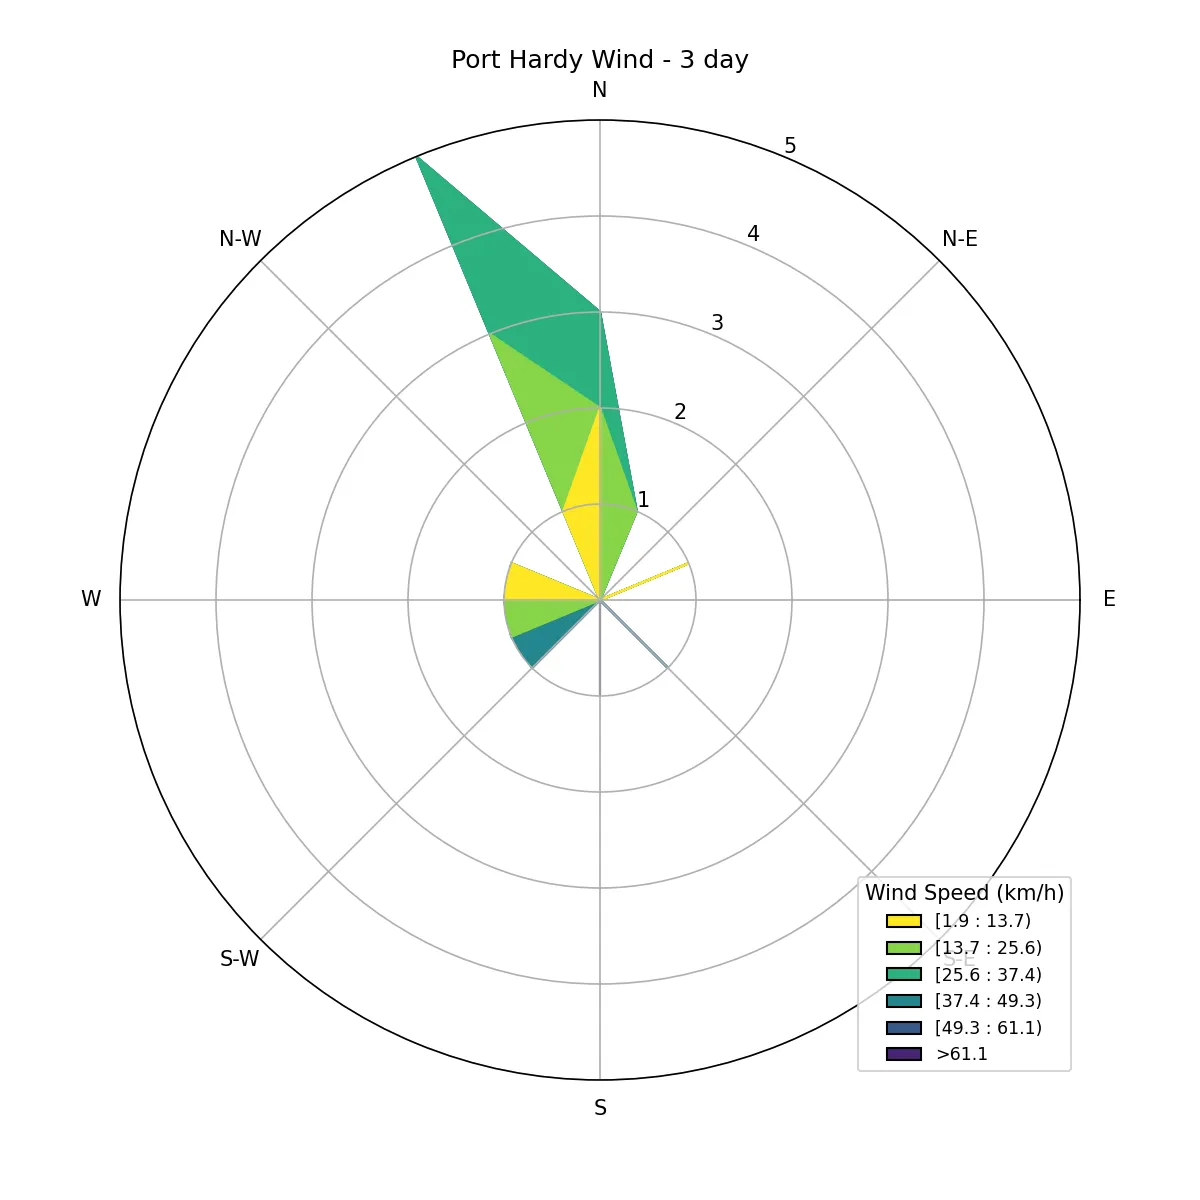 Port Hardy Wind - 3 day
N
5
N-W
4
N-E
3
2
1
W
E
S-W
S-E
S
Wind Speed (km/h)
[1.9 : 13.7)
[13.7 : 25.6)
[25.6 : 37.4)
[37.4 : 49.3)
[49.3 : 61.1)
>61.1